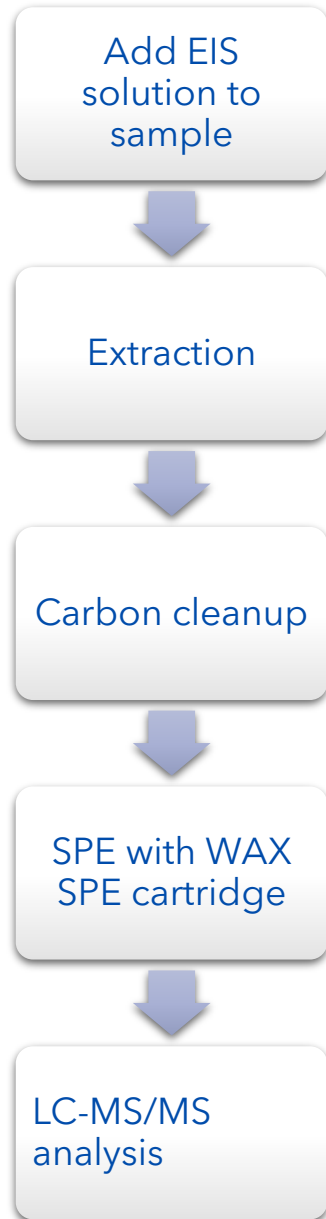 Add EIS
solution to
sample
Extraction
Carbon cleanup
SPE with WAX
SPE cartridge
LC-MS/MS
analysis